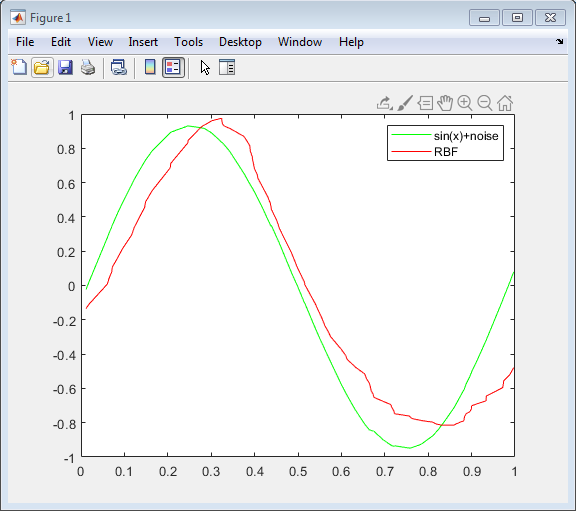 Figure 1
File Edit View Insert Tools Desktop Window Help
sin(x)+noise
RBF
1
0.8
0.6
0.4
0.2
0
-0.2
-0.4
-0.6
-0.8
-1
0 0.1 0.2 0.3 0.4 0.5 0.6 0.7 0.8 0.9 1